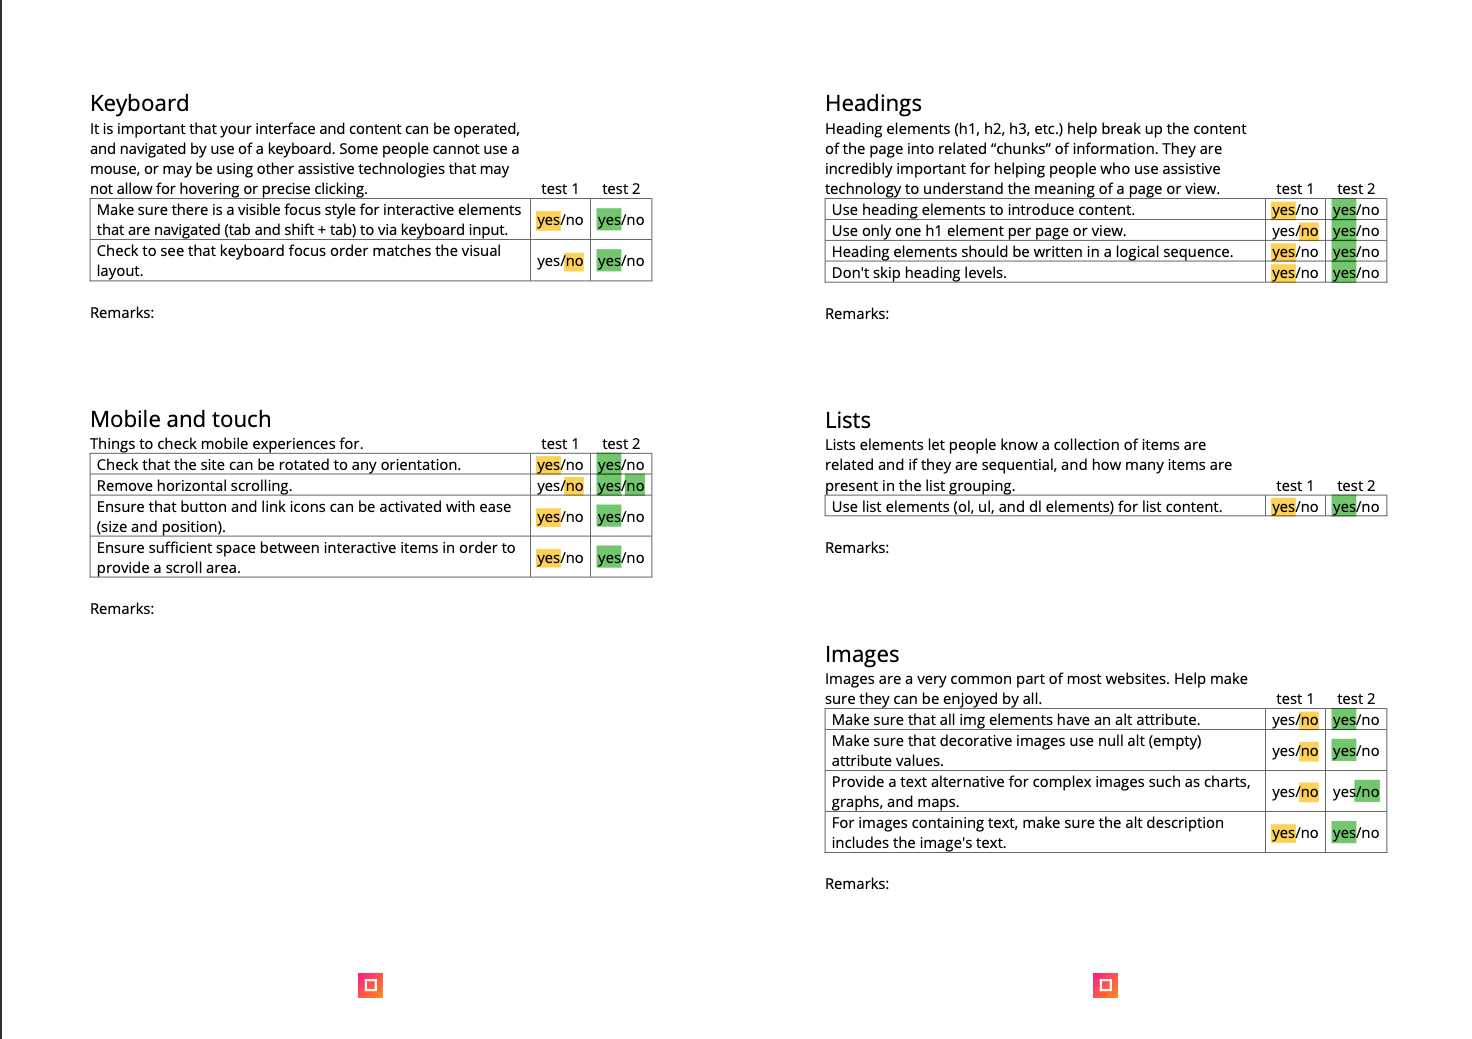 Keyboard
It is important that your interface and content can be operated,
and navigated by use of a keyboard. Some people cannot use a
mouse, or may be using other assistive technologies that may
not allow for hovering or precise clicking. test 1 test 2
Make sure there is a visible focus style for interactive elements
that are navigated (tab and shift + tab) to via keyboard input. yes/no yes/no
Check to see that keyboard focus order matches the visual
layout. yes/no yes/no
Remarks:
Mobile and touch
Things to check mobile experiences for. test 1 test 2
Check that the site can be rotated to any orientation. yes/no yes/no
Remove horizontal scrolling. yes/no yes/no
Ensure that button and link icons can be activated with ease
(size and position). yes/no yes/no
Ensure sufficient space between interactive items in order to
provide a scroll area. yes/no yes/no
Remarks:
Headings
Heading elements (h1, h2, h3, etc.) help break up the content
of the page into related “chunks” of information. They are
incredibly important for helping people who use assistive
technology to understand the meaning of a page or view. test 1 test 2
Use heading elements to introduce content. yes/no yes/no
Use only one h1 element per page or view. yes/no yes/no
Heading elements should be written in a logical sequence. yes/no yes/no
Don't skip heading levels. yes/no yes/no
Remarks:
Lists
Lists elements let people know a collection of items are
related and if they are sequential, and how many items are
present in the list grouping. test 1 test 2
Use list elements (ol, ul, and dl elements) for list content. yes/no yes/no
Remarks:
Images
Images are a very common part of most websites. Help make
sure they can be enjoyed by all. test 1 test 2
Make sure that all img elements have an alt attribute. yes/no yes/no
Make sure that decorative images use null alt (empty)
attribute values. yes/no yes/no
Provide a text alternative for complex images such as charts,
graphs, and maps. yes/no yes/no
For images containing text, make sure the alt description
includes the image's text. yes/no yes/no
Remarks: